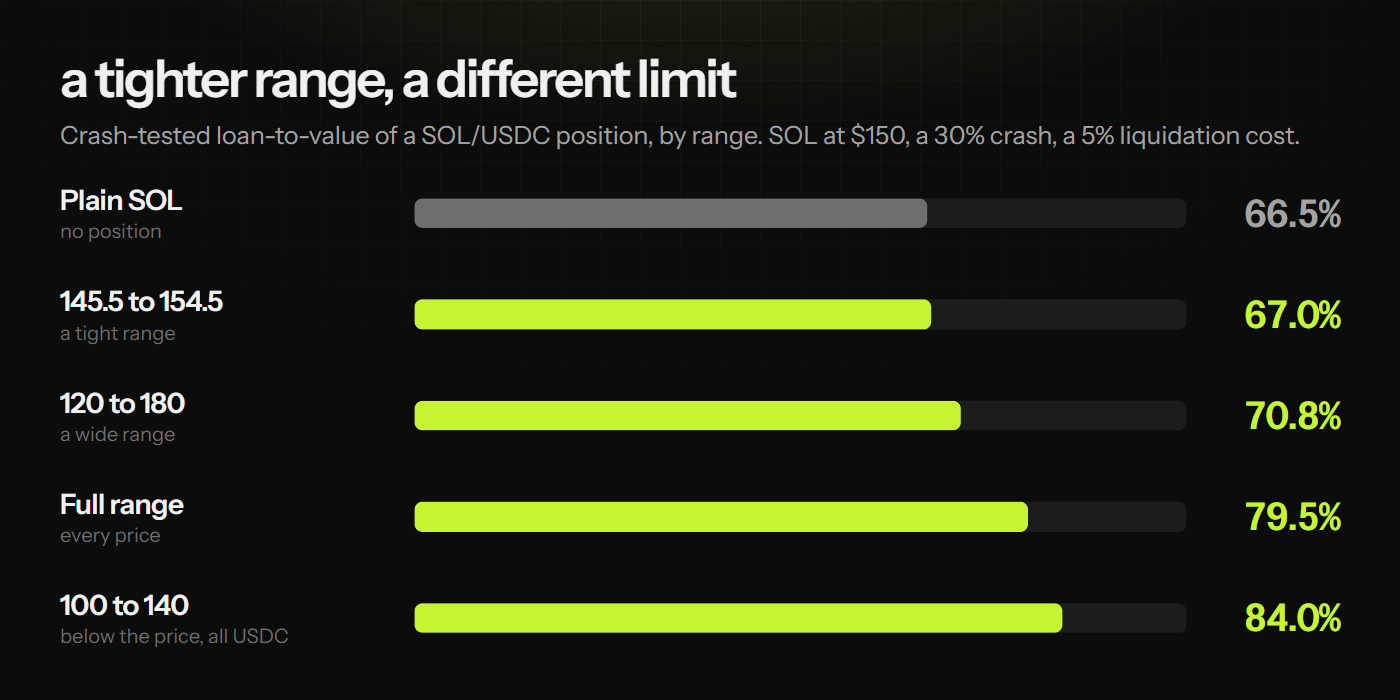 a tighter range, a different limit
Crash-tested loan-to-value of a SOL/USDC position, by range. SOL at $150, a 30% crash, a 5% liquidation cost.
Plain SOL
no position
66.5%
145.5 to 154.5
a tight range
67.0%
120 to 180
a wide range
70.8%
Full range
every price
79.5%
100 to 140
below the price, all USDC
84.0%